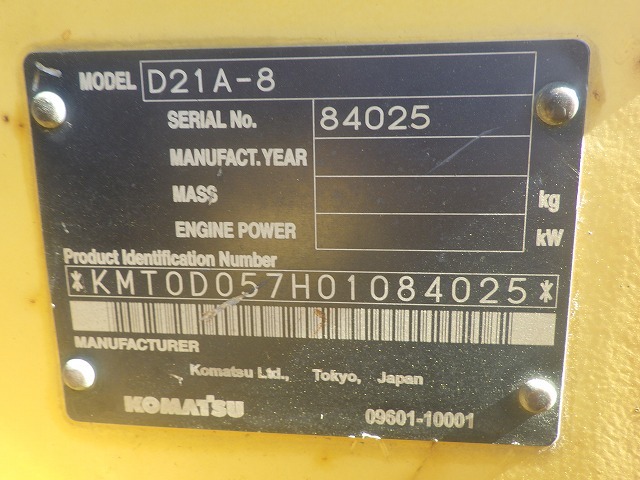 MODEL D21A-8
SERIAL No. 84025
MANUFACT. YEAR
MASS kg
ENGINE POWER kW
Product Identification Number
*KMT0D057H01084025*
MANUFACTURER
Komatsu Ltd., Tokyo, Japan
KOMATSU 09601-10001